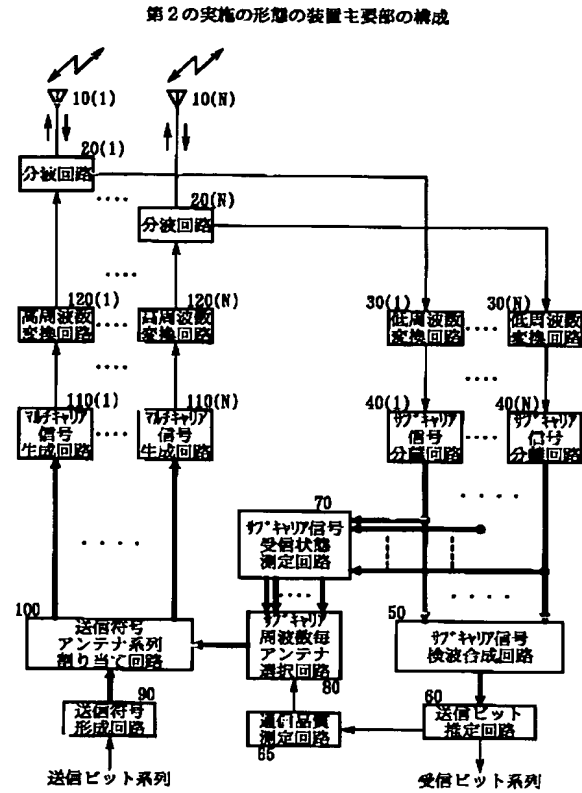 第2の実施の形態の装置主要部の構成
10(1)
10(N)
20(1)
分波回路
20(N)
分波回路
‥‥
‥‥
120(1)
120(N)
高周波数
変換回路
‥‥
高周波数
変換回路
30(1)
30(N)
低周波数
変換回路
‥‥
低周波数
変換回路
‥‥
‥‥
110(1)
110(N)
マルチキャリア
信号
生成回路
‥‥
マルチキャリア
信号
生成回路
40(1)
40(N)
サブキャリア
信号
分離回路
‥‥
サブキャリア
信号
分離回路
70
サブキャリア信号
受信状態
測定回路
‥‥
‥‥
‥‥
‥‥
100
送信符号
アンテナ系列
割り当て回路
サブキャリア
周波数毎
アンテナ
選択回路
80
50
サブキャリア信号
検波合成回路
90
送信符号
形成回路
通信品質
測定回路
65
60
送信ビット
推定回路
送信ビット系列
受信ビット系列